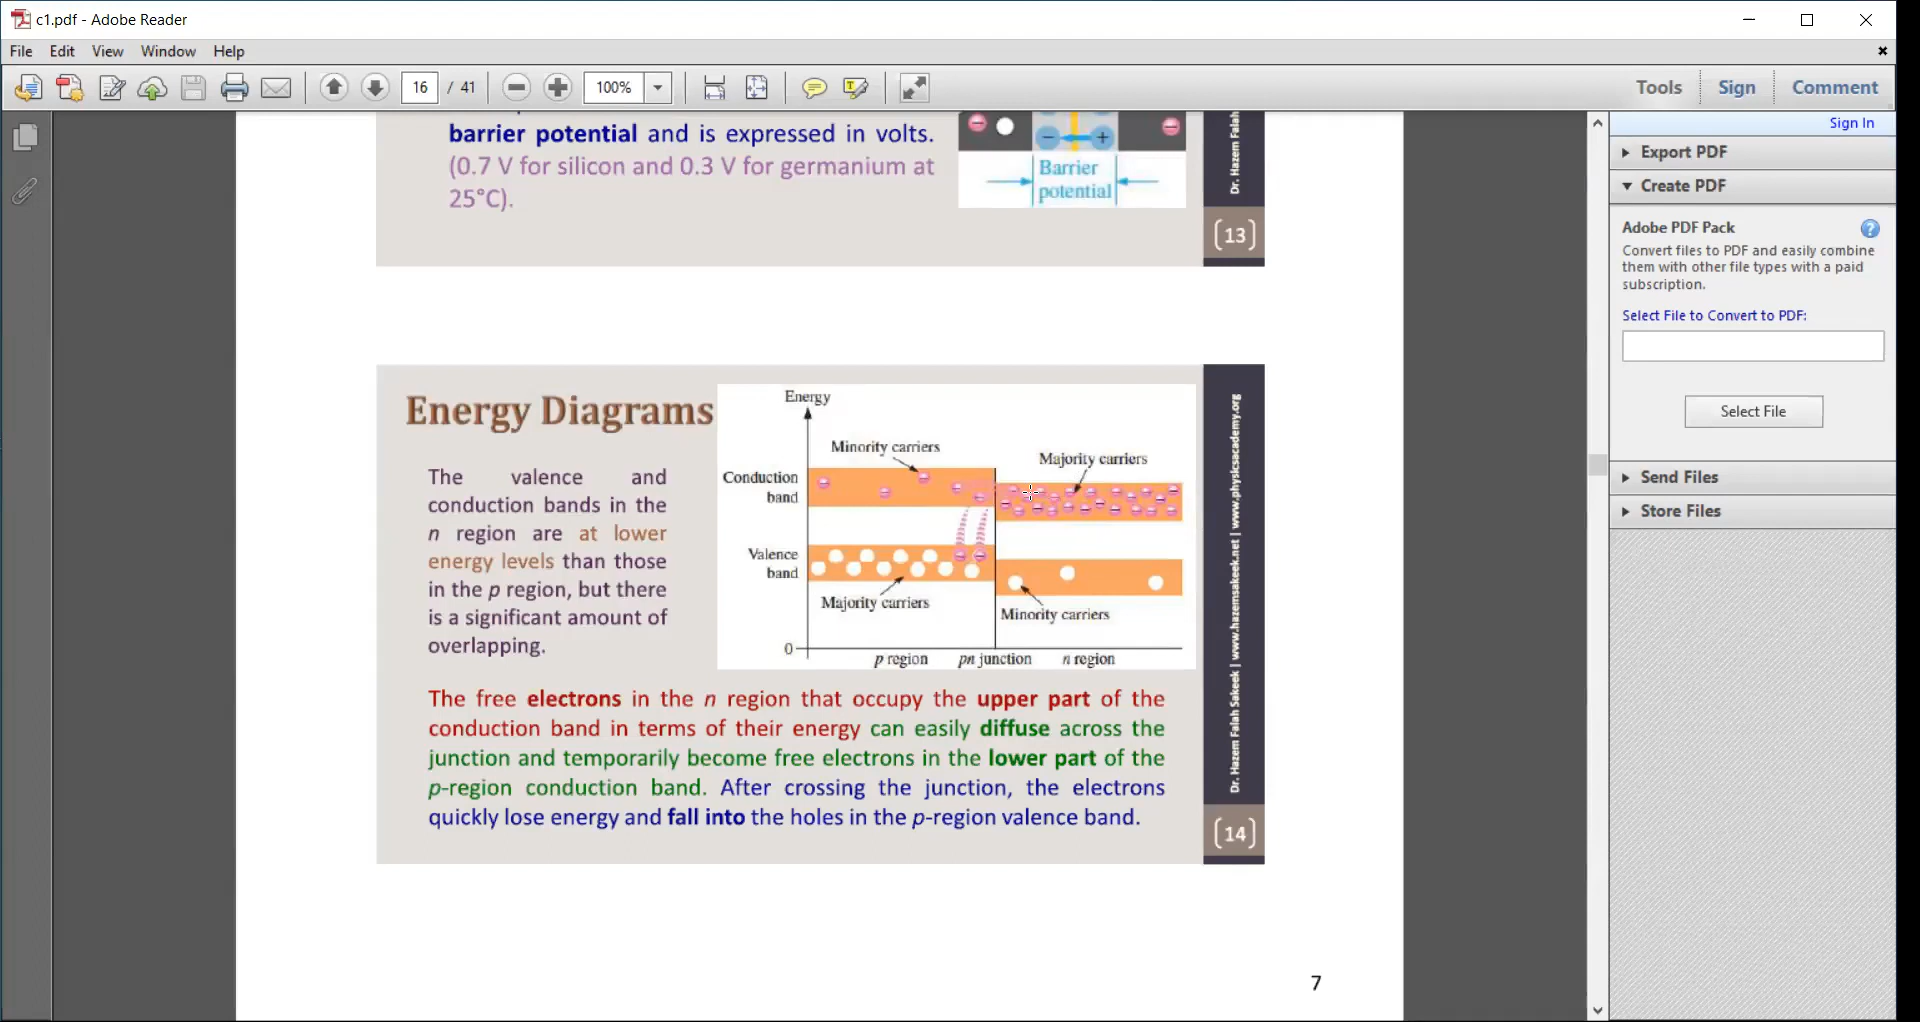 c1.pdf - Adobe Reader
File Edit View Window Help
16 / 41 100% Tools Sign Comment
Sign In
Export PDF
Create PDF
Adobe PDF Pack
Convert files to PDF and easily combine
them with other file types with a paid
subscription.
Select File to Convert to PDF:
Select File
Send Files
Store Files
barrier potential and is expressed in volts.
(0.7 V for silicon and 0.3 V for germanium at
25°C).
Barrier
potential
Dr. Hazem Falah
[13]
Energy Diagrams
The valence and
conduction bands in the
n region are at lower
energy levels than those
in the p region, but there
is a significant amount of
overlapping.
Energy
Minority carriers
Majority carriers
Conduction
band
Valence
band
Majority carriers
Minority carriers
0
p region pn junction n region
The free electrons in the n region that occupy the upper part of the
conduction band in terms of their energy can easily diffuse across the
junction and temporarily become free electrons in the lower part of the
p-region conduction band. After crossing the junction, the electrons
quickly lose energy and fall into the holes in the p-region valence band.
Dr. Hazem Falah Sakeek | www.hazemsakeek.net | www.physicsacademy.org
[14]
7